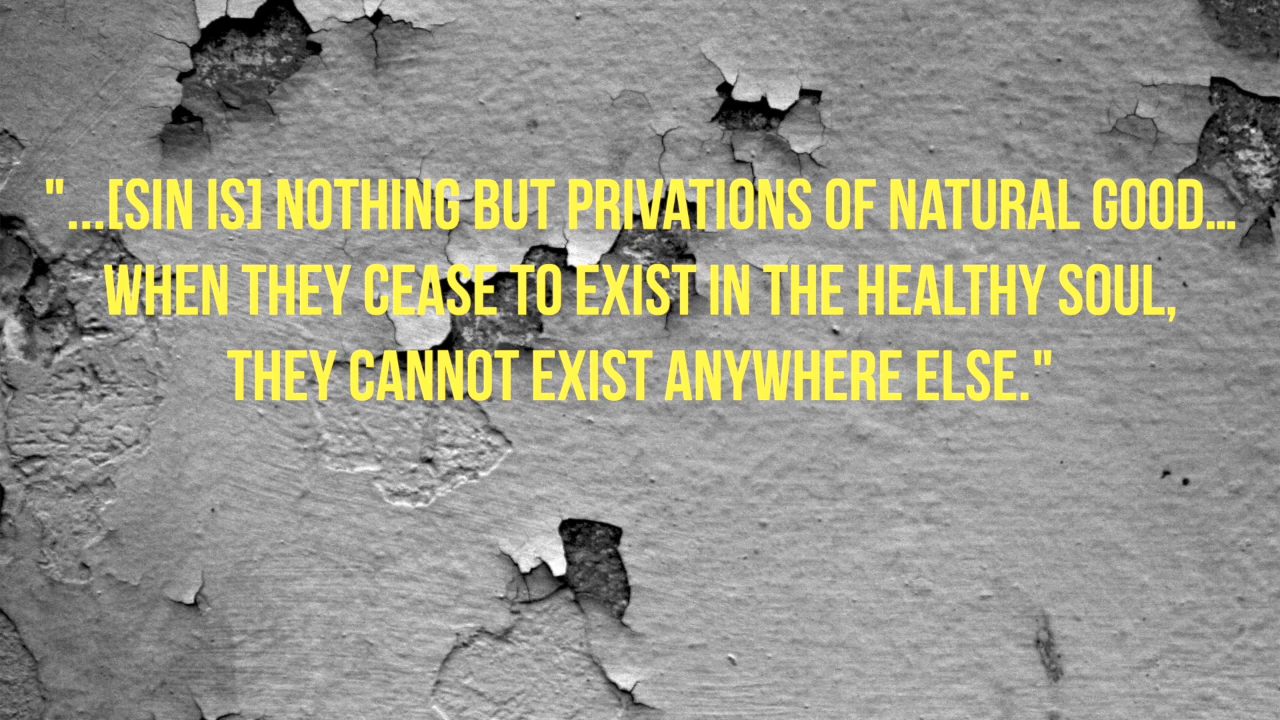 "...[SIN IS] NOTHING BUT PRIVATIONS OF NATURAL GOOD...
WHEN THEY CEASE TO EXIST IN THE HEALTHY SOUL,
THEY CANNOT EXIST ANYWHERE ELSE."